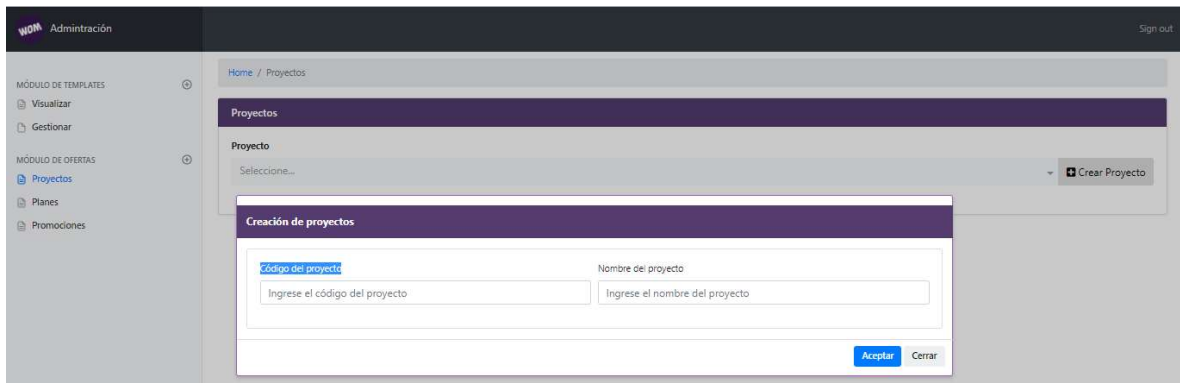 WOM Admintración
Sign out
MÓDULO DE TEMPLATES
Visualizar
Gestionar
MÓDULO DE OFERTAS
Proyectos
Planes
Promociones
Home / Proyectos
Proyectos
Proyecto
Seleccione...
Crear Proyecto
Creación de proyectos
Código del proyecto
Nombre del proyecto
Ingrese el código del proyecto
Ingrese el nombre del proyecto
Aceptar
Cerrar